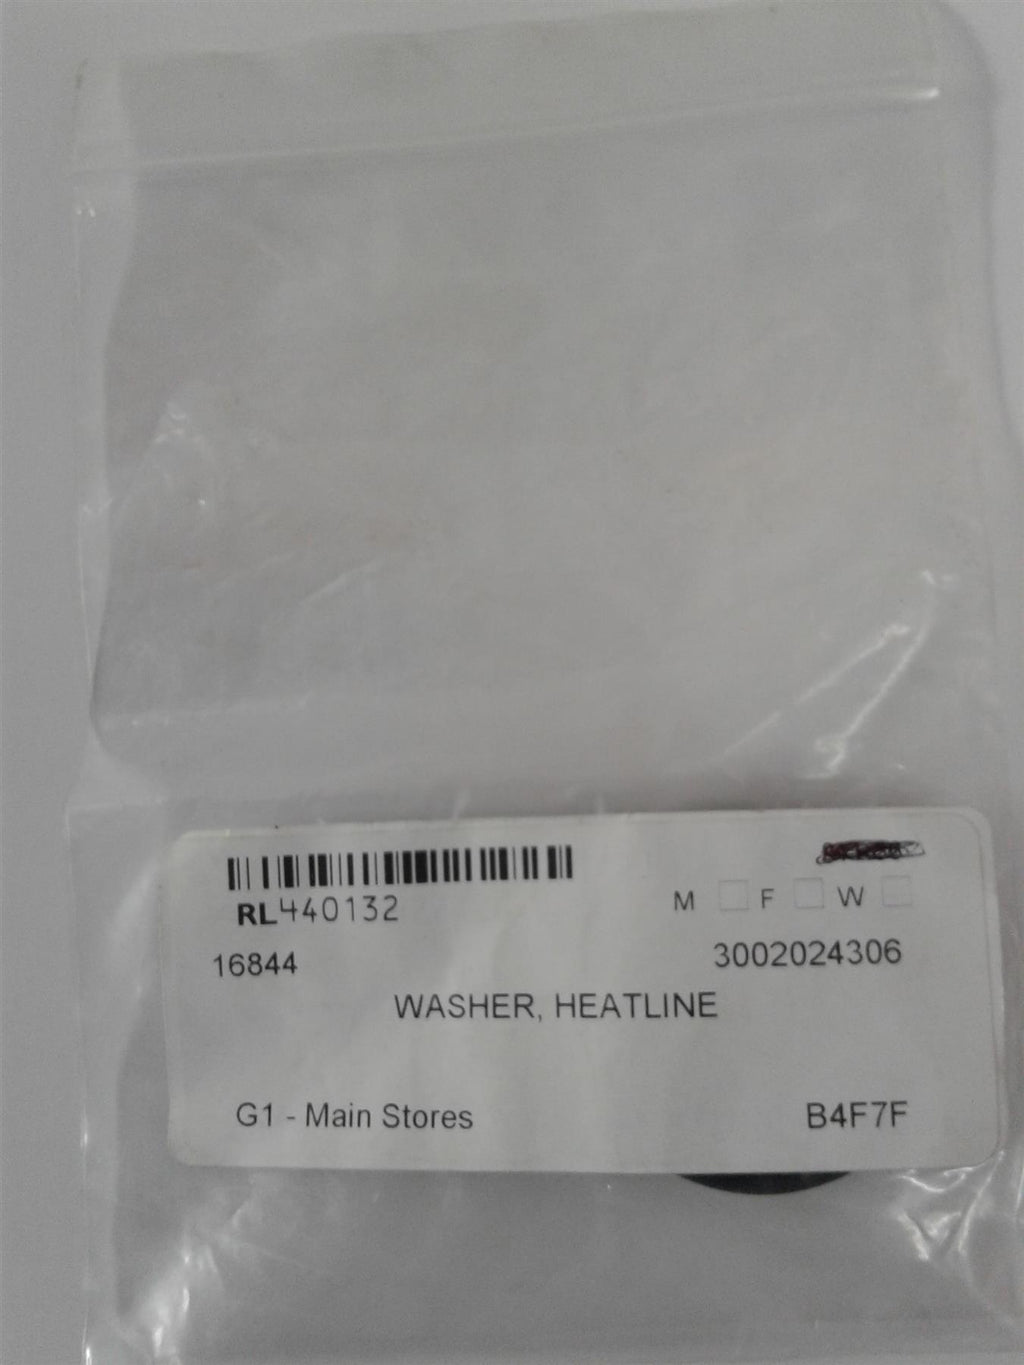 RL440132
M F W
16844 3002024306
WASHER, HEATLINE
G1 - Main Stores B4F7F